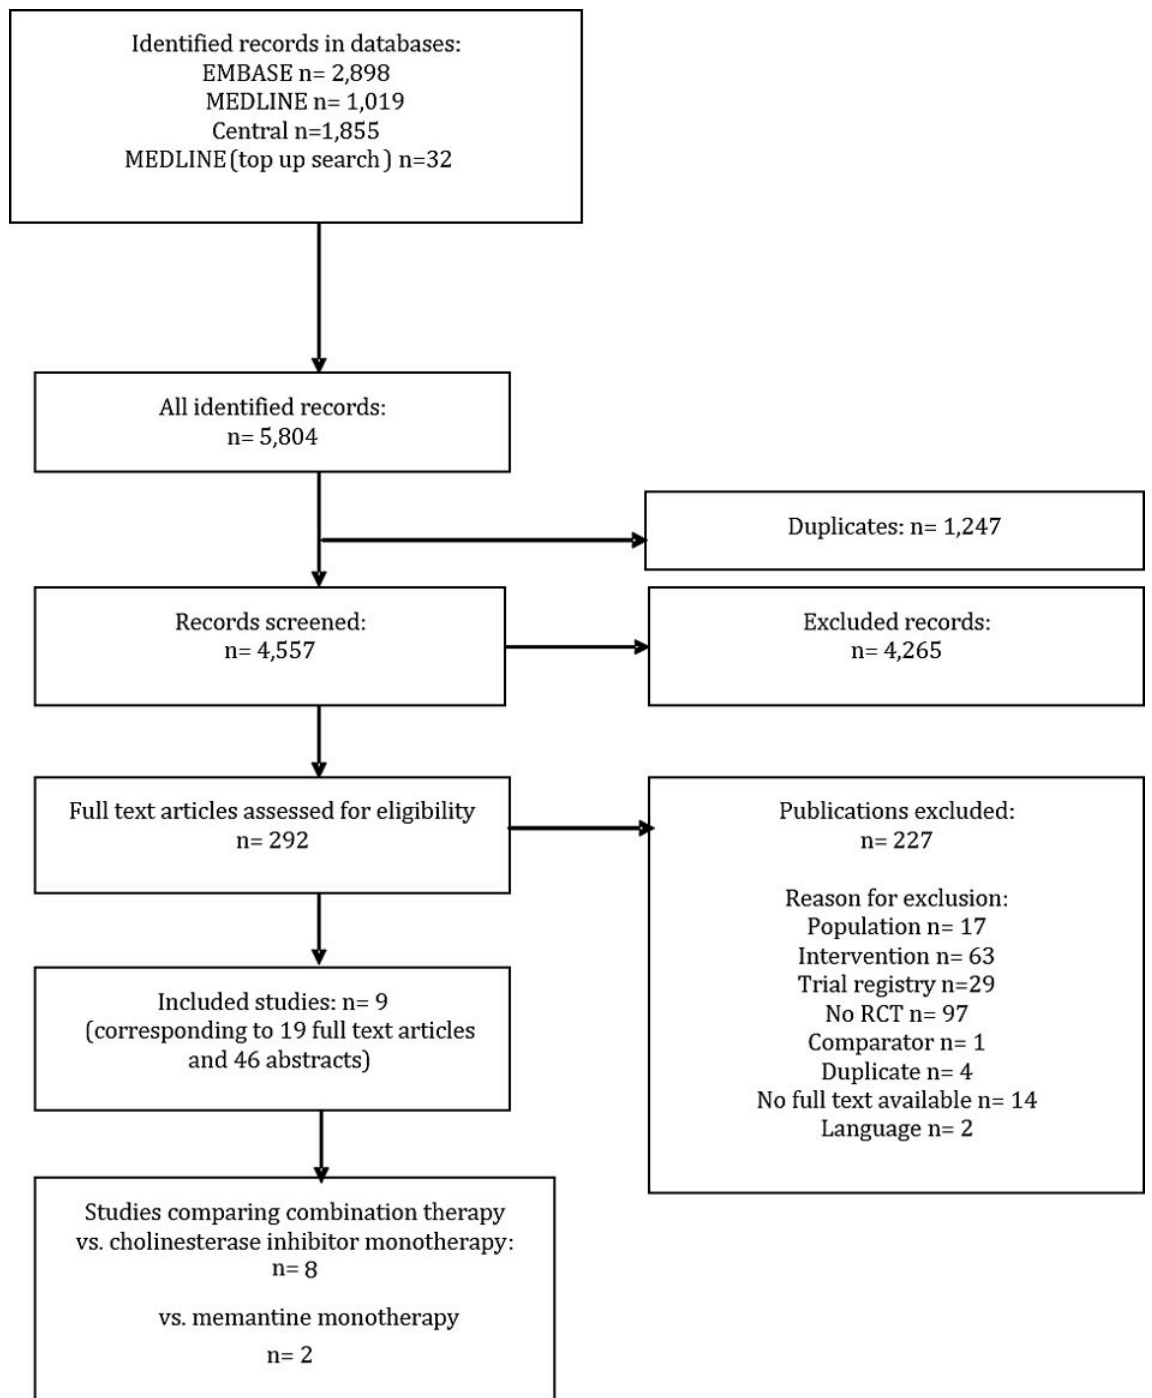 Identified records in databases:
EMBASE n= 2,898
MEDLINE n= 1,019
Central n=1,855
MEDLINE (top up search) n=32
All identified records:
n= 5,804
Duplicates: n= 1,247
Records screened:
n= 4,557
Excluded records:
n= 4,265
Full text articles assessed for eligibility
n= 292
Publications excluded:
n= 227
Reason for exclusion:
Population n= 17
Intervention n= 63
Trial registry n=29
No RCT n= 97
Comparator n= 1
Duplicate n= 4
No full text available n= 14
Language n= 2
Included studies: n= 9
(corresponding to 19 full text articles
and 46 abstracts)
Studies comparing combination therapy
vs. cholinesterase inhibitor monotherapy:
n= 8
vs. memantine monotherapy
n= 2